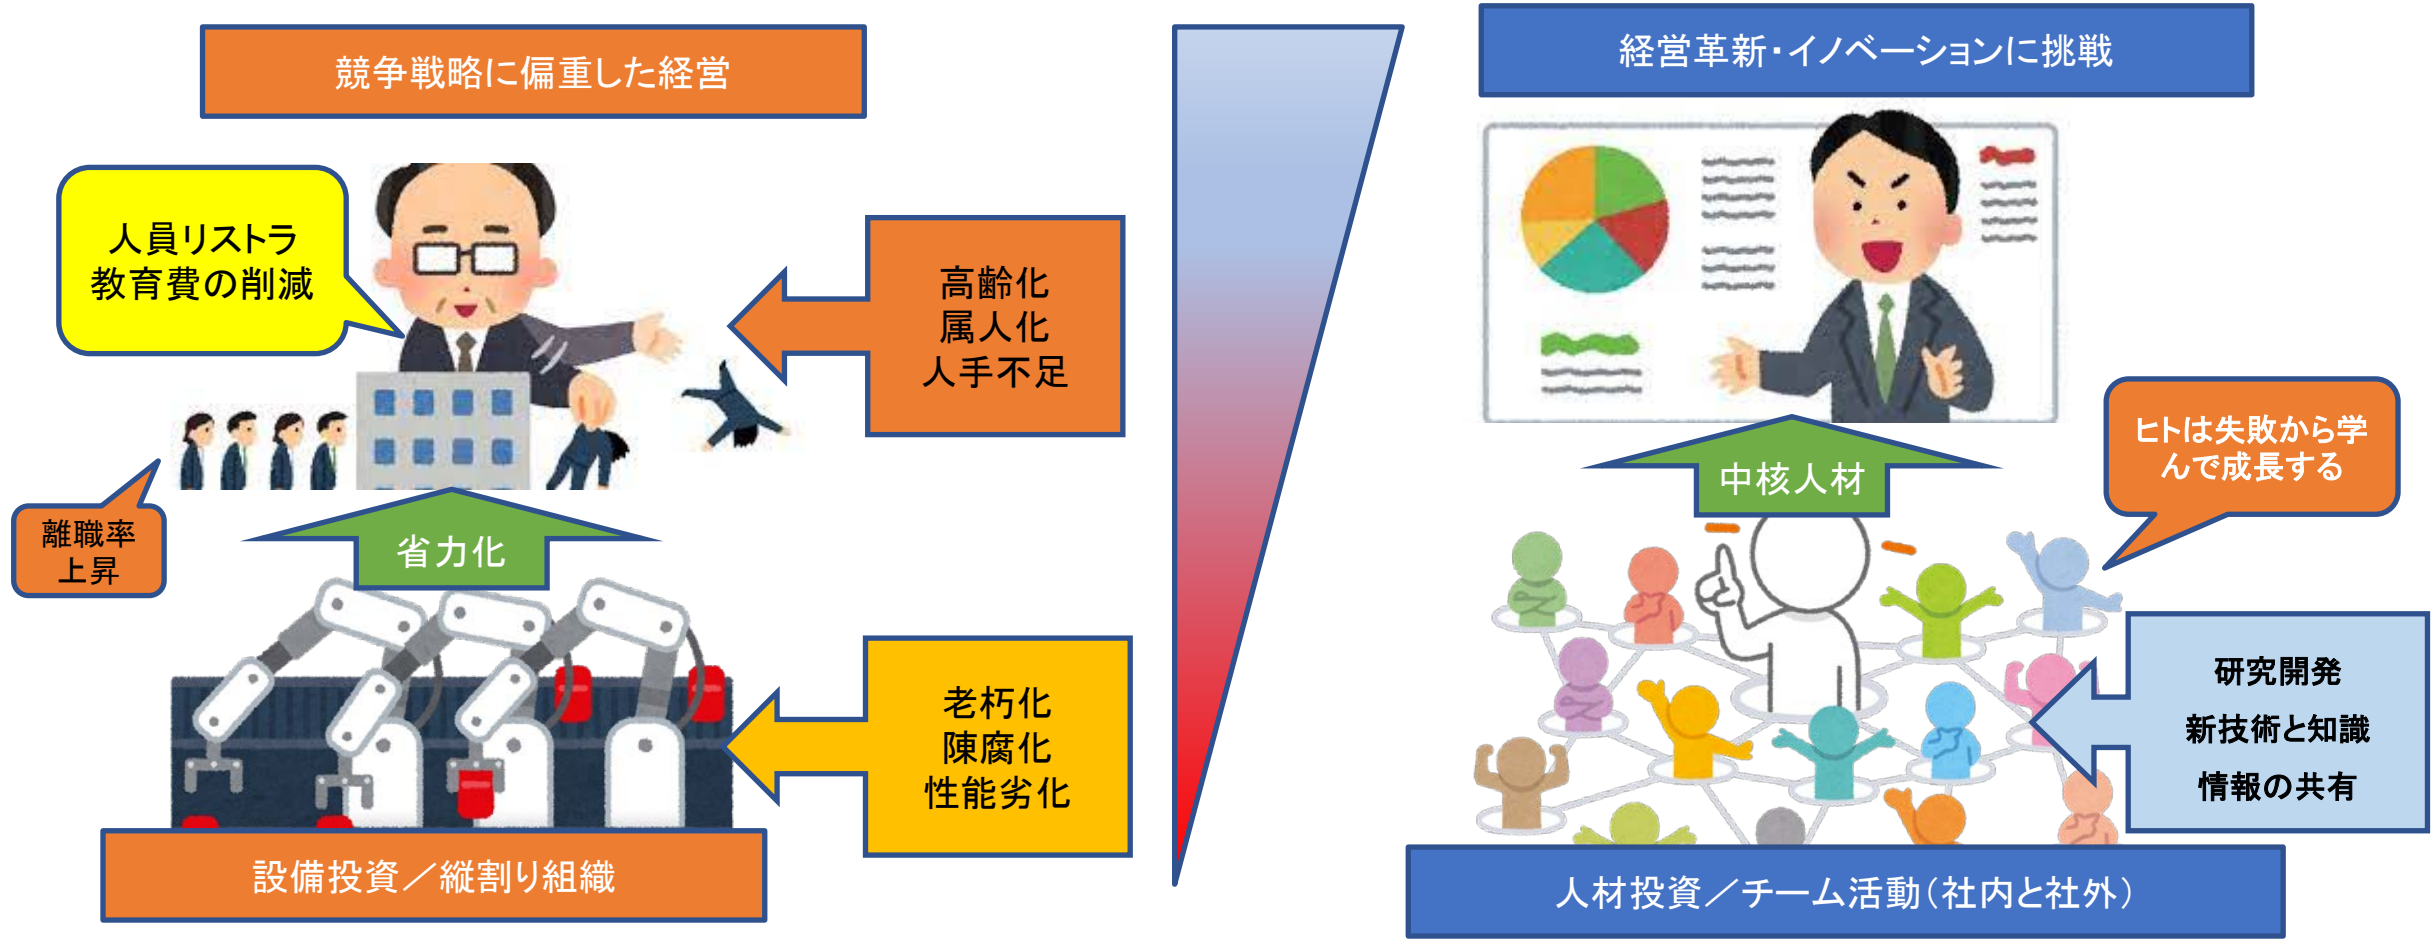 競争戦略に偏重した経営
人員リストラ
教育費の削減
高齢化
属人化
人手不足
離職率
上昇
省力化
老朽化
陳腐化
性能劣化
設備投資／縦割り組織
経営革新・イノベーションに挑戦
中核人材
ヒトは失敗から学
んで成長する
研究開発
新技術と知識
情報の共有
人材投資／チーム活動（社内と社外）